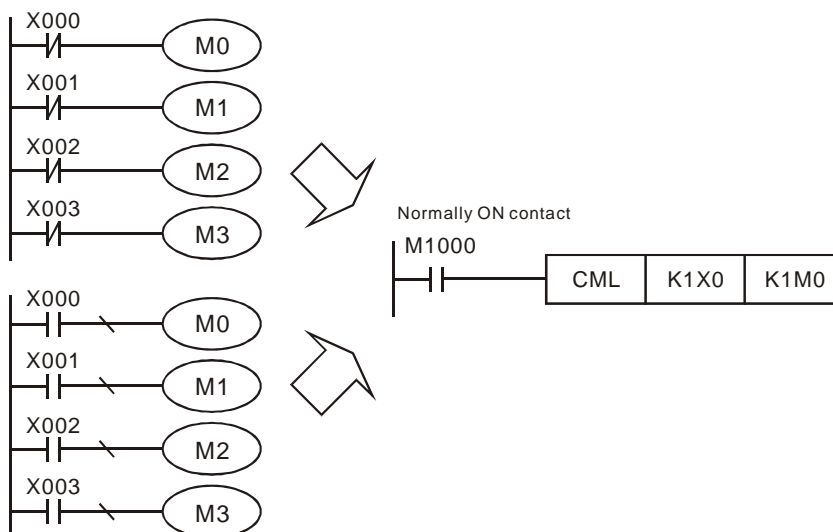 X000
M0
X001
M1
X002
M2
X003
M3
X000
M0
X001
M1
X002
M2
X003
M3
Normally ON contact
M1000
CML K1X0 K1M0